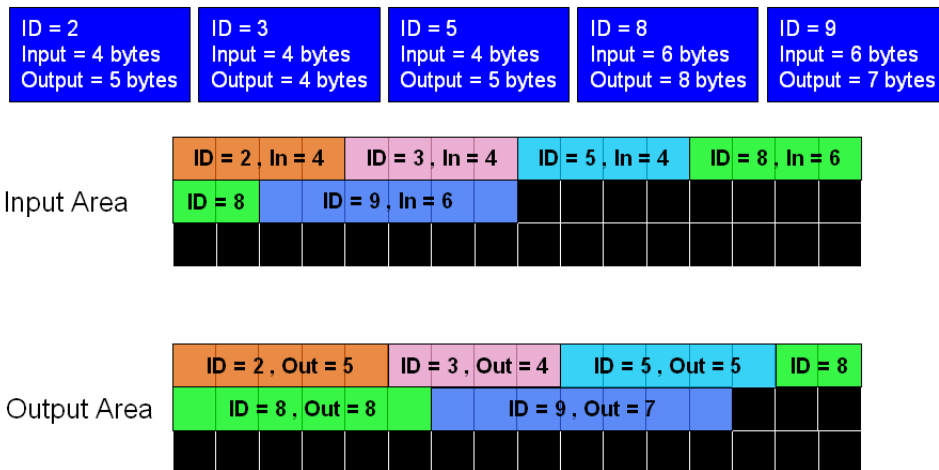 ID = 2
Input = 4 bytes
Output = 5 bytes
ID = 3
Input = 4 bytes
Output = 4 bytes
ID = 5
Input = 4 bytes
Output = 5 bytes
ID = 8
Input = 6 bytes
Output = 8 bytes
ID = 9
Input = 6 bytes
Output = 7 bytes
ID = 2 , In = 4
ID = 3 , In = 4
ID = 5 , In = 4
ID = 8 , In = 6
Input Area
ID = 8
ID = 9 , In = 6
ID = 2 , Out = 5
ID = 3 , Out = 4
ID = 5 , Out = 5
ID = 8
Output Area
ID = 8 , Out = 8
ID = 9 , Out = 7